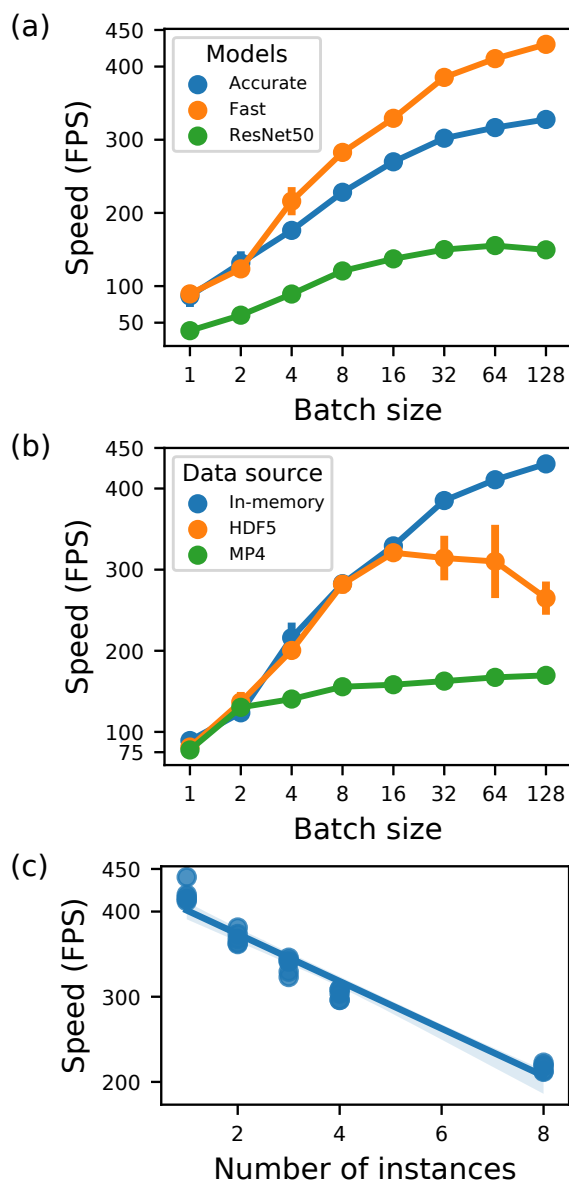 (a)
Models
Accurate
Fast
ResNet50
Speed (FPS)
450
400
300
200
100
50
1 2 4 8 16 32 64 128
Batch size
(b)
Data source
In-memory
HDF5
MP4
Speed (FPS)
450
400
300
200
100
75
1 2 4 8 16 32 64 128
Batch size
(c)
Speed (FPS)
450
400
300
200
2 4 6 8
Number of instances